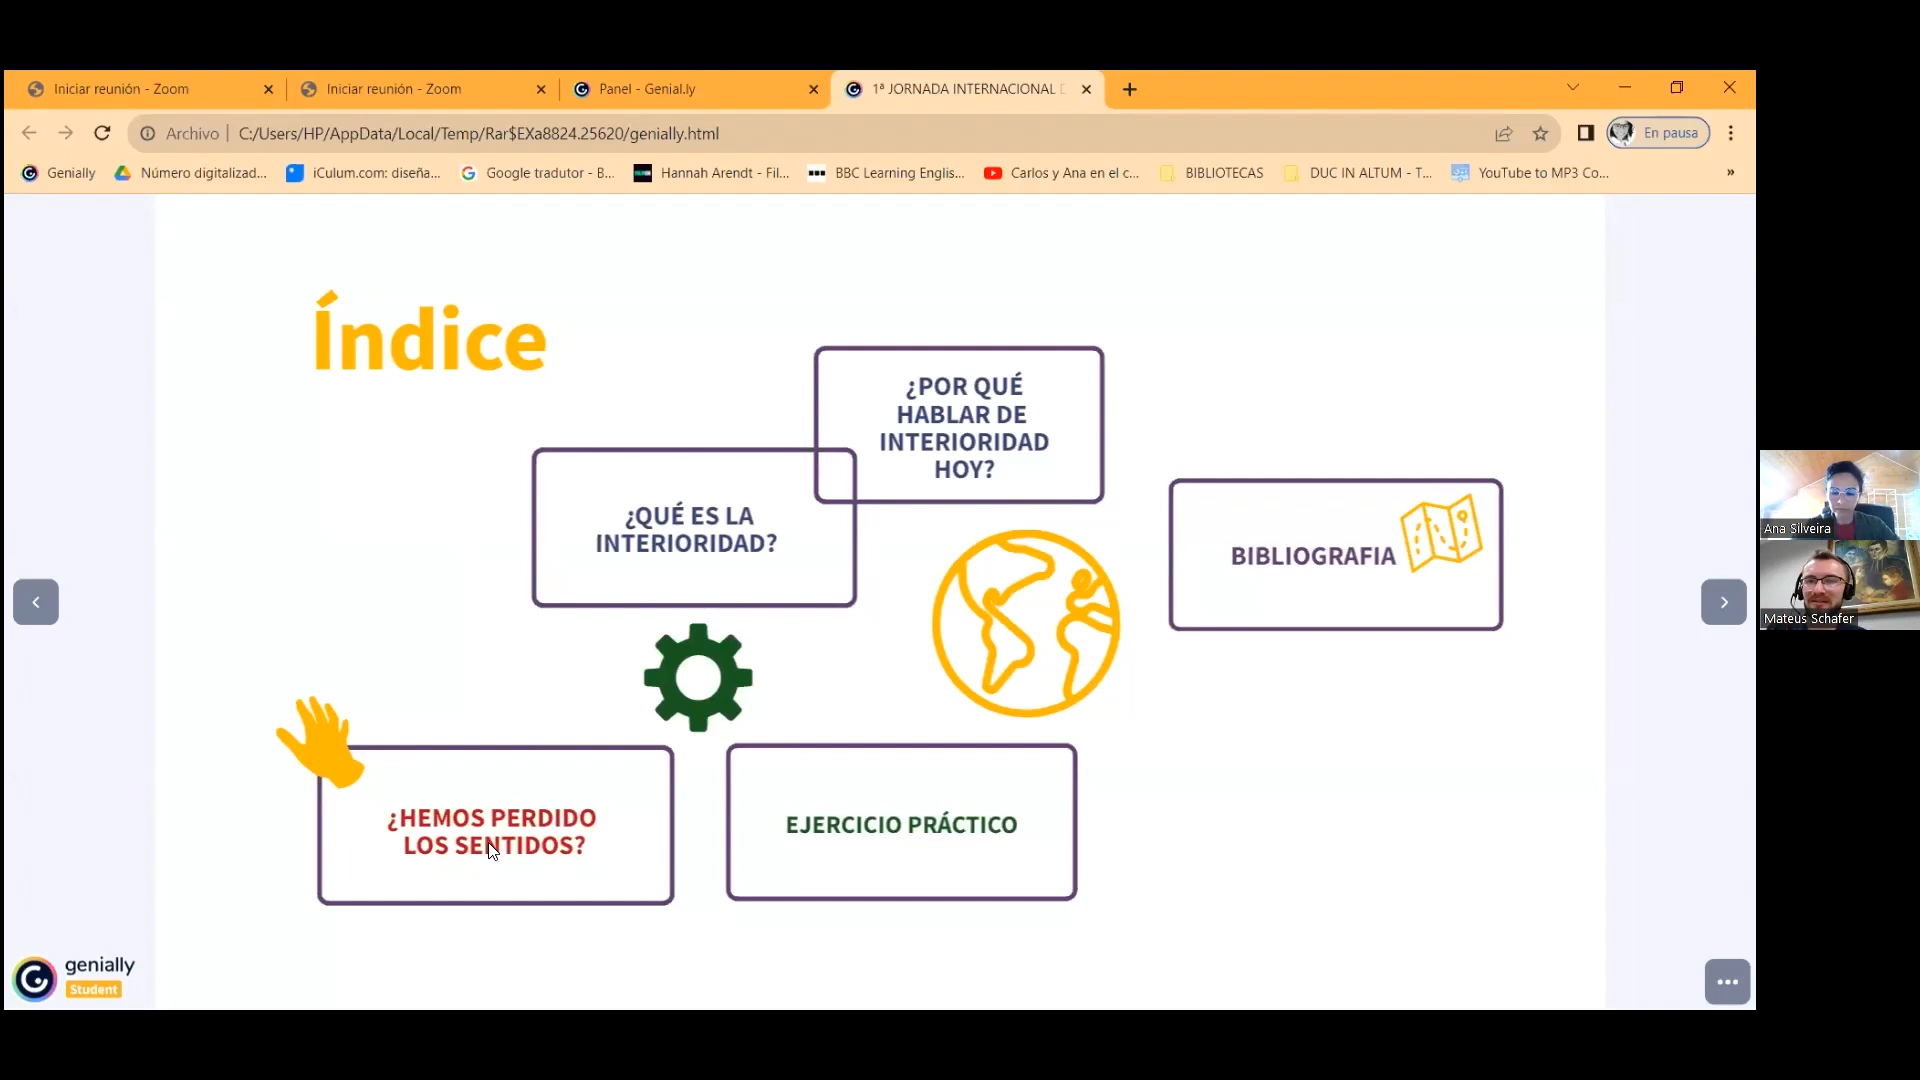 Iniciar reunión - Zoom
Iniciar reunión - Zoom
Panel - Genial.ly
1ª JORNADA INTERNACIONAL D
Archivo
C:/Users/HP/AppData/Local/Temp/Rar$EXa8824.25620/genially.html
En pausa
Genially
Número digitalizad...
iCulum.com: diseña...
Google tradutor - B...
Hannah Arendt - Fil...
BBC Learning Englis...
Carlos y Ana en el c...
BIBLIOTECAS
DUC IN ALTUM - T...
YouTube to MP3 Co...
»
Índice
¿POR QUÉ
HABLAR DE
INTERIORIDAD
HOY?
¿QUÉ ES LA
INTERIORIDAD?
BIBLIOGRAFIA
¿HEMOS PERDIDO
LOS SENTIDOS?
EJERCICIO PRÁCTICO
genially
Student
Ana Silveira
Mateus Schafer